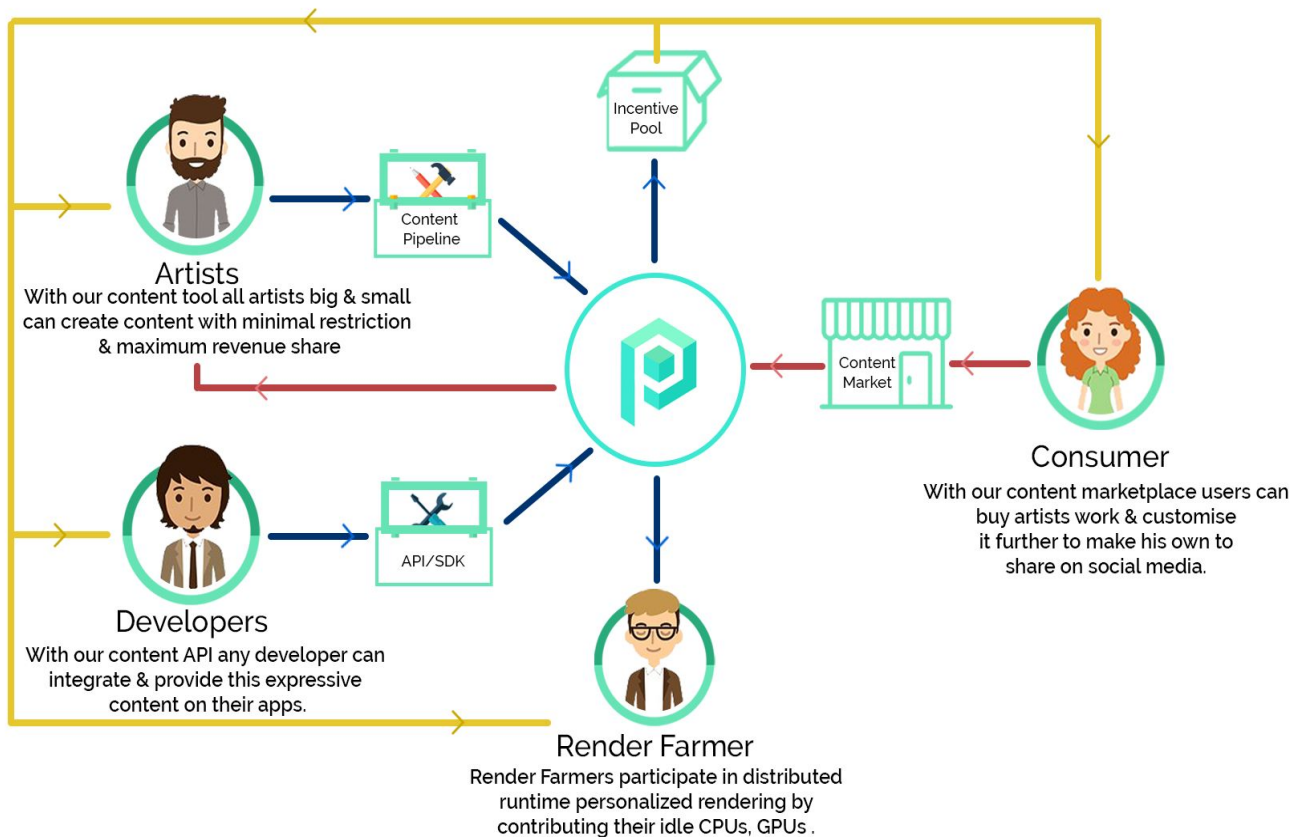 Incentive
Pool
Content
Pipeline
Artists
With our content tool all artists big & small
can create content with minimal restriction
& maximum revenue share
Content
Market
Consumer
With our content marketplace users can
buy artists work & customise
it further to make his own to
share on social media.
API/SDK
Developers
With our content API any developer can
integrate & provide this expressive
content on their apps.
Render Farmer
Render Farmers participate in distributed
runtime personalized rendering by
contributing their idle CPUs, GPUs .